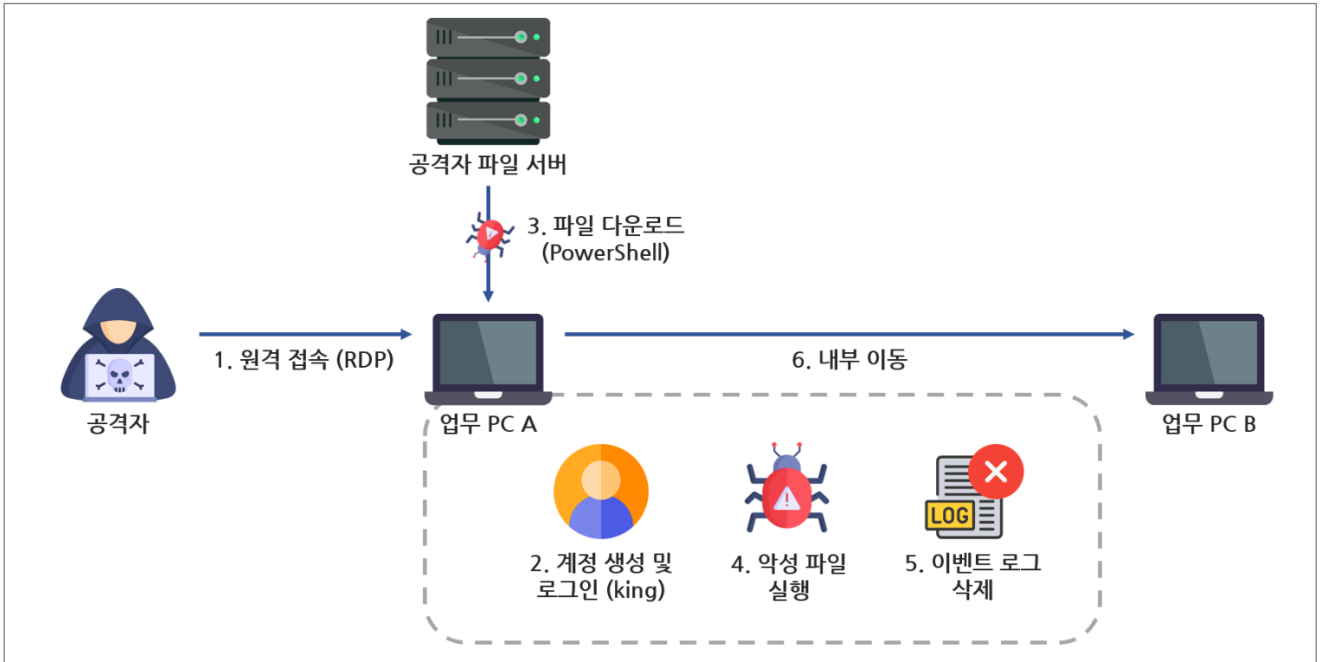 공격자 파일 서버
3. 파일 다운로드
(PowerShell)
1. 원격 접속 (RDP)
6. 내부 이동
공격자
업무 PC A
업무 PC B
LOG
2. 계정 생성 및
로그인 (king)
4. 악성 파일
실행
5. 이벤트 로그
삭제